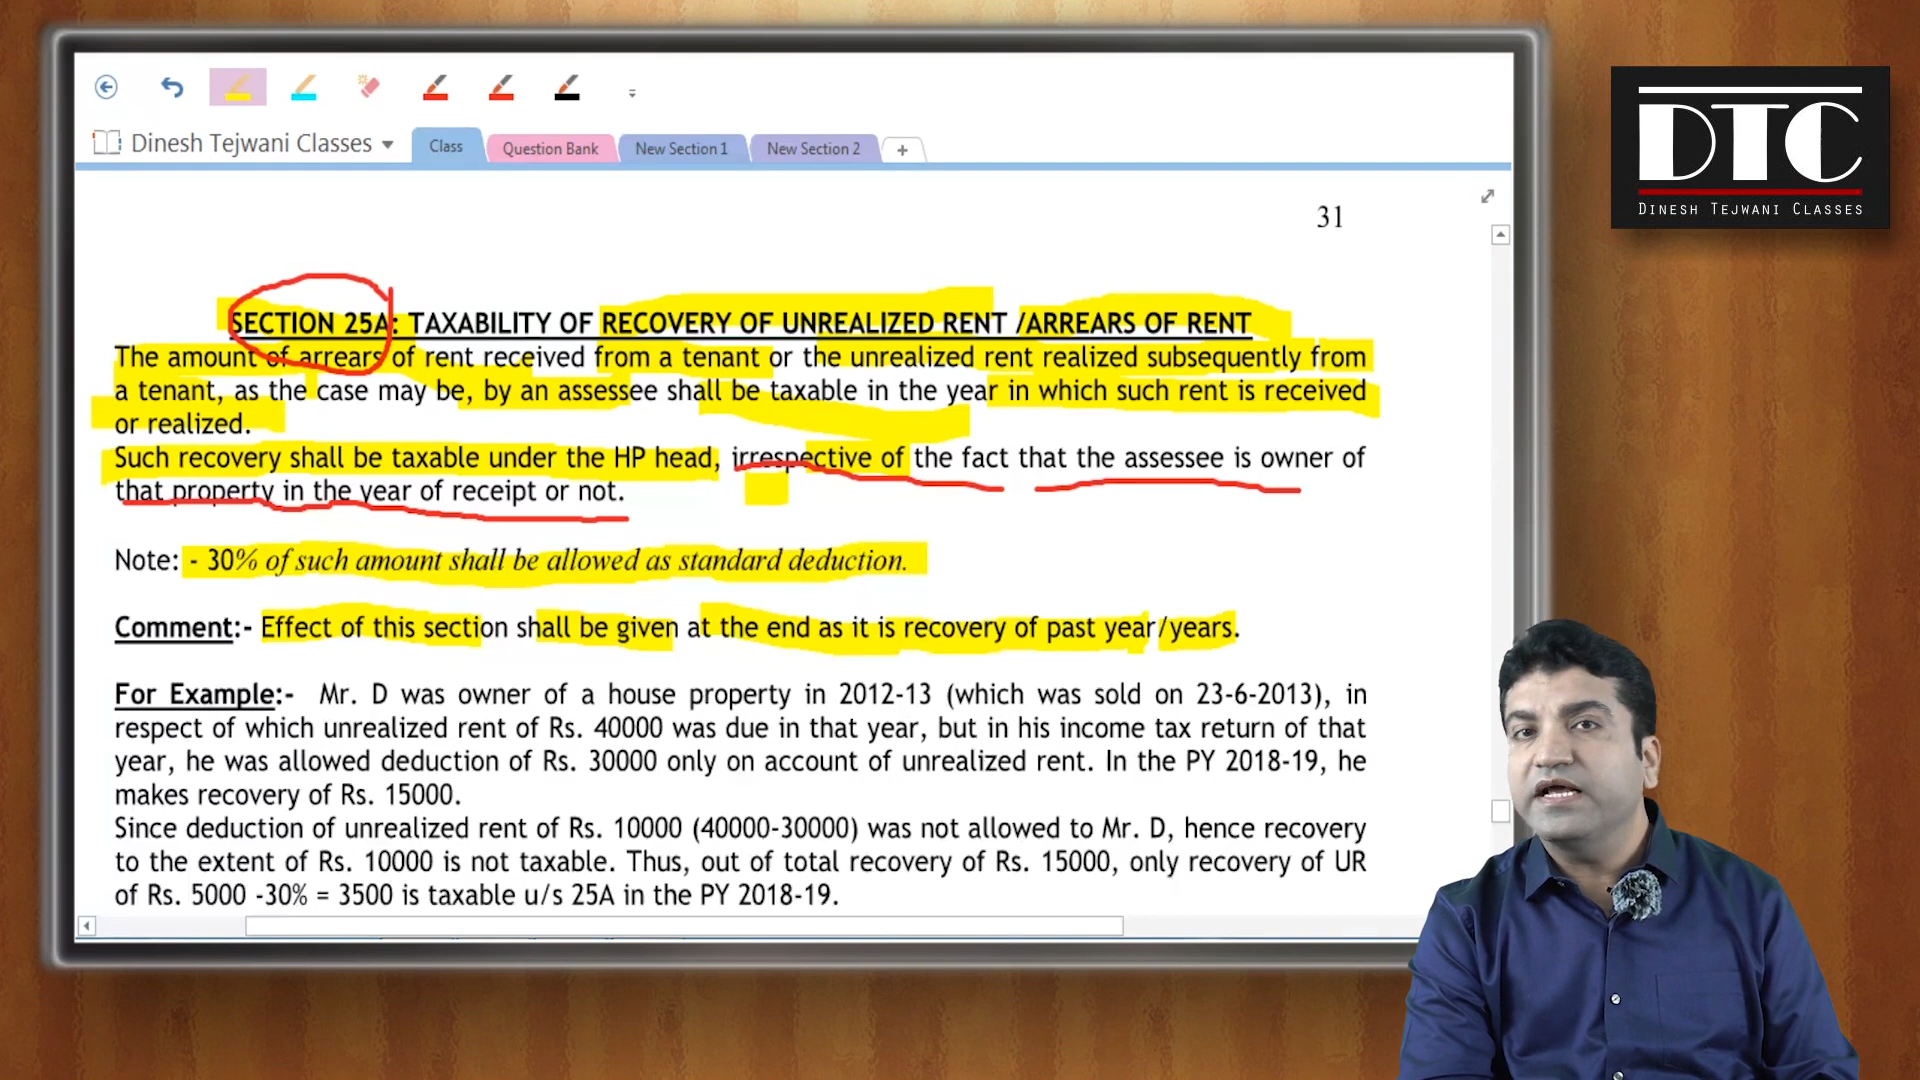 Dinesh Tejwani Classes
Class
Question Bank
New Section 1
New Section 2
DTC
DINESH TEJWANI CLASSES
31
SECTION 25A: TAXABILITY OF RECOVERY OF UNREALIZED RENT /ARREARS OF RENT
The amount of arrears of rent received from a tenant or the unrealized rent realized subsequently from
a tenant, as the case may be, by an assessee shall be taxable in the year in which such rent is received
or realized.
Such recovery shall be taxable under the HP head, irrespective of the fact that the assessee is owner of
that property in the year of receipt or not.
Note: - 30% of such amount shall be allowed as standard deduction.
Comment:- Effect of this section shall be given at the end as it is recovery of past year/years.
For Example:- Mr. D was owner of a house property in 2012-13 (which was sold on 23-6-2013), in
respect of which unrealized rent of Rs. 40000 was due in that year, but in his income tax return of that
year, he was allowed deduction of Rs. 30000 only on account of unrealized rent. In the PY 2018-19, he
makes recovery of Rs. 15000.
Since deduction of unrealized rent of Rs. 10000 (40000-30000) was not allowed to Mr. D, hence recovery
to the extent of Rs. 10000 is not taxable. Thus, out of total recovery of Rs. 15000, only recovery of UR
of Rs. 5000 -30% = 3500 is taxable u/s 25A in the PY 2018-19.